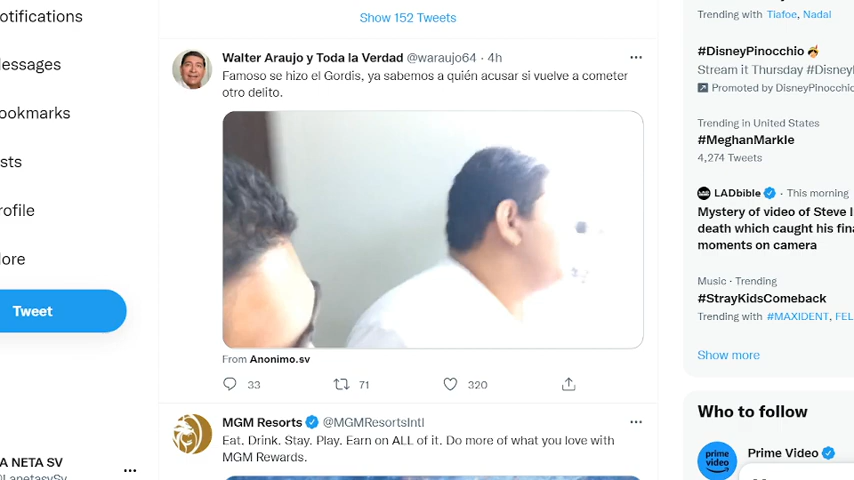 otifications
essages
ookmarks
sts
rofile
ore
Tweet
A NETA SV
@LanetasvSv
Show 152 Tweets
Walter Araujo y Toda la Verdad @waraujo64 · 4h
Famoso se hizo el Gordis, ya sabemos a quién acusar si vuelve a cometer
otro delito.
From Anonimo.sv
33 71 320
MGM Resorts @MGMResortsIntl
Eat. Drink. Stay. Play. Earn on ALL of it. Do more of what you love with
MGM Rewards.
Trending with Tiafoe, Nadal
#DisneyPinocchio
Stream it Thursday #Disney
Promoted by DisneyPinocchio
Trending in United States
#MeghanMarkle
4,274 Tweets
LADbible · This morning
Mystery of video of Steve I
death which caught his fina
moments on camera
Music · Trending
#StrayKidsComeback
Trending with #MAXIDENT, FEL
Show more
Who to follow
prime
video
Prime Video